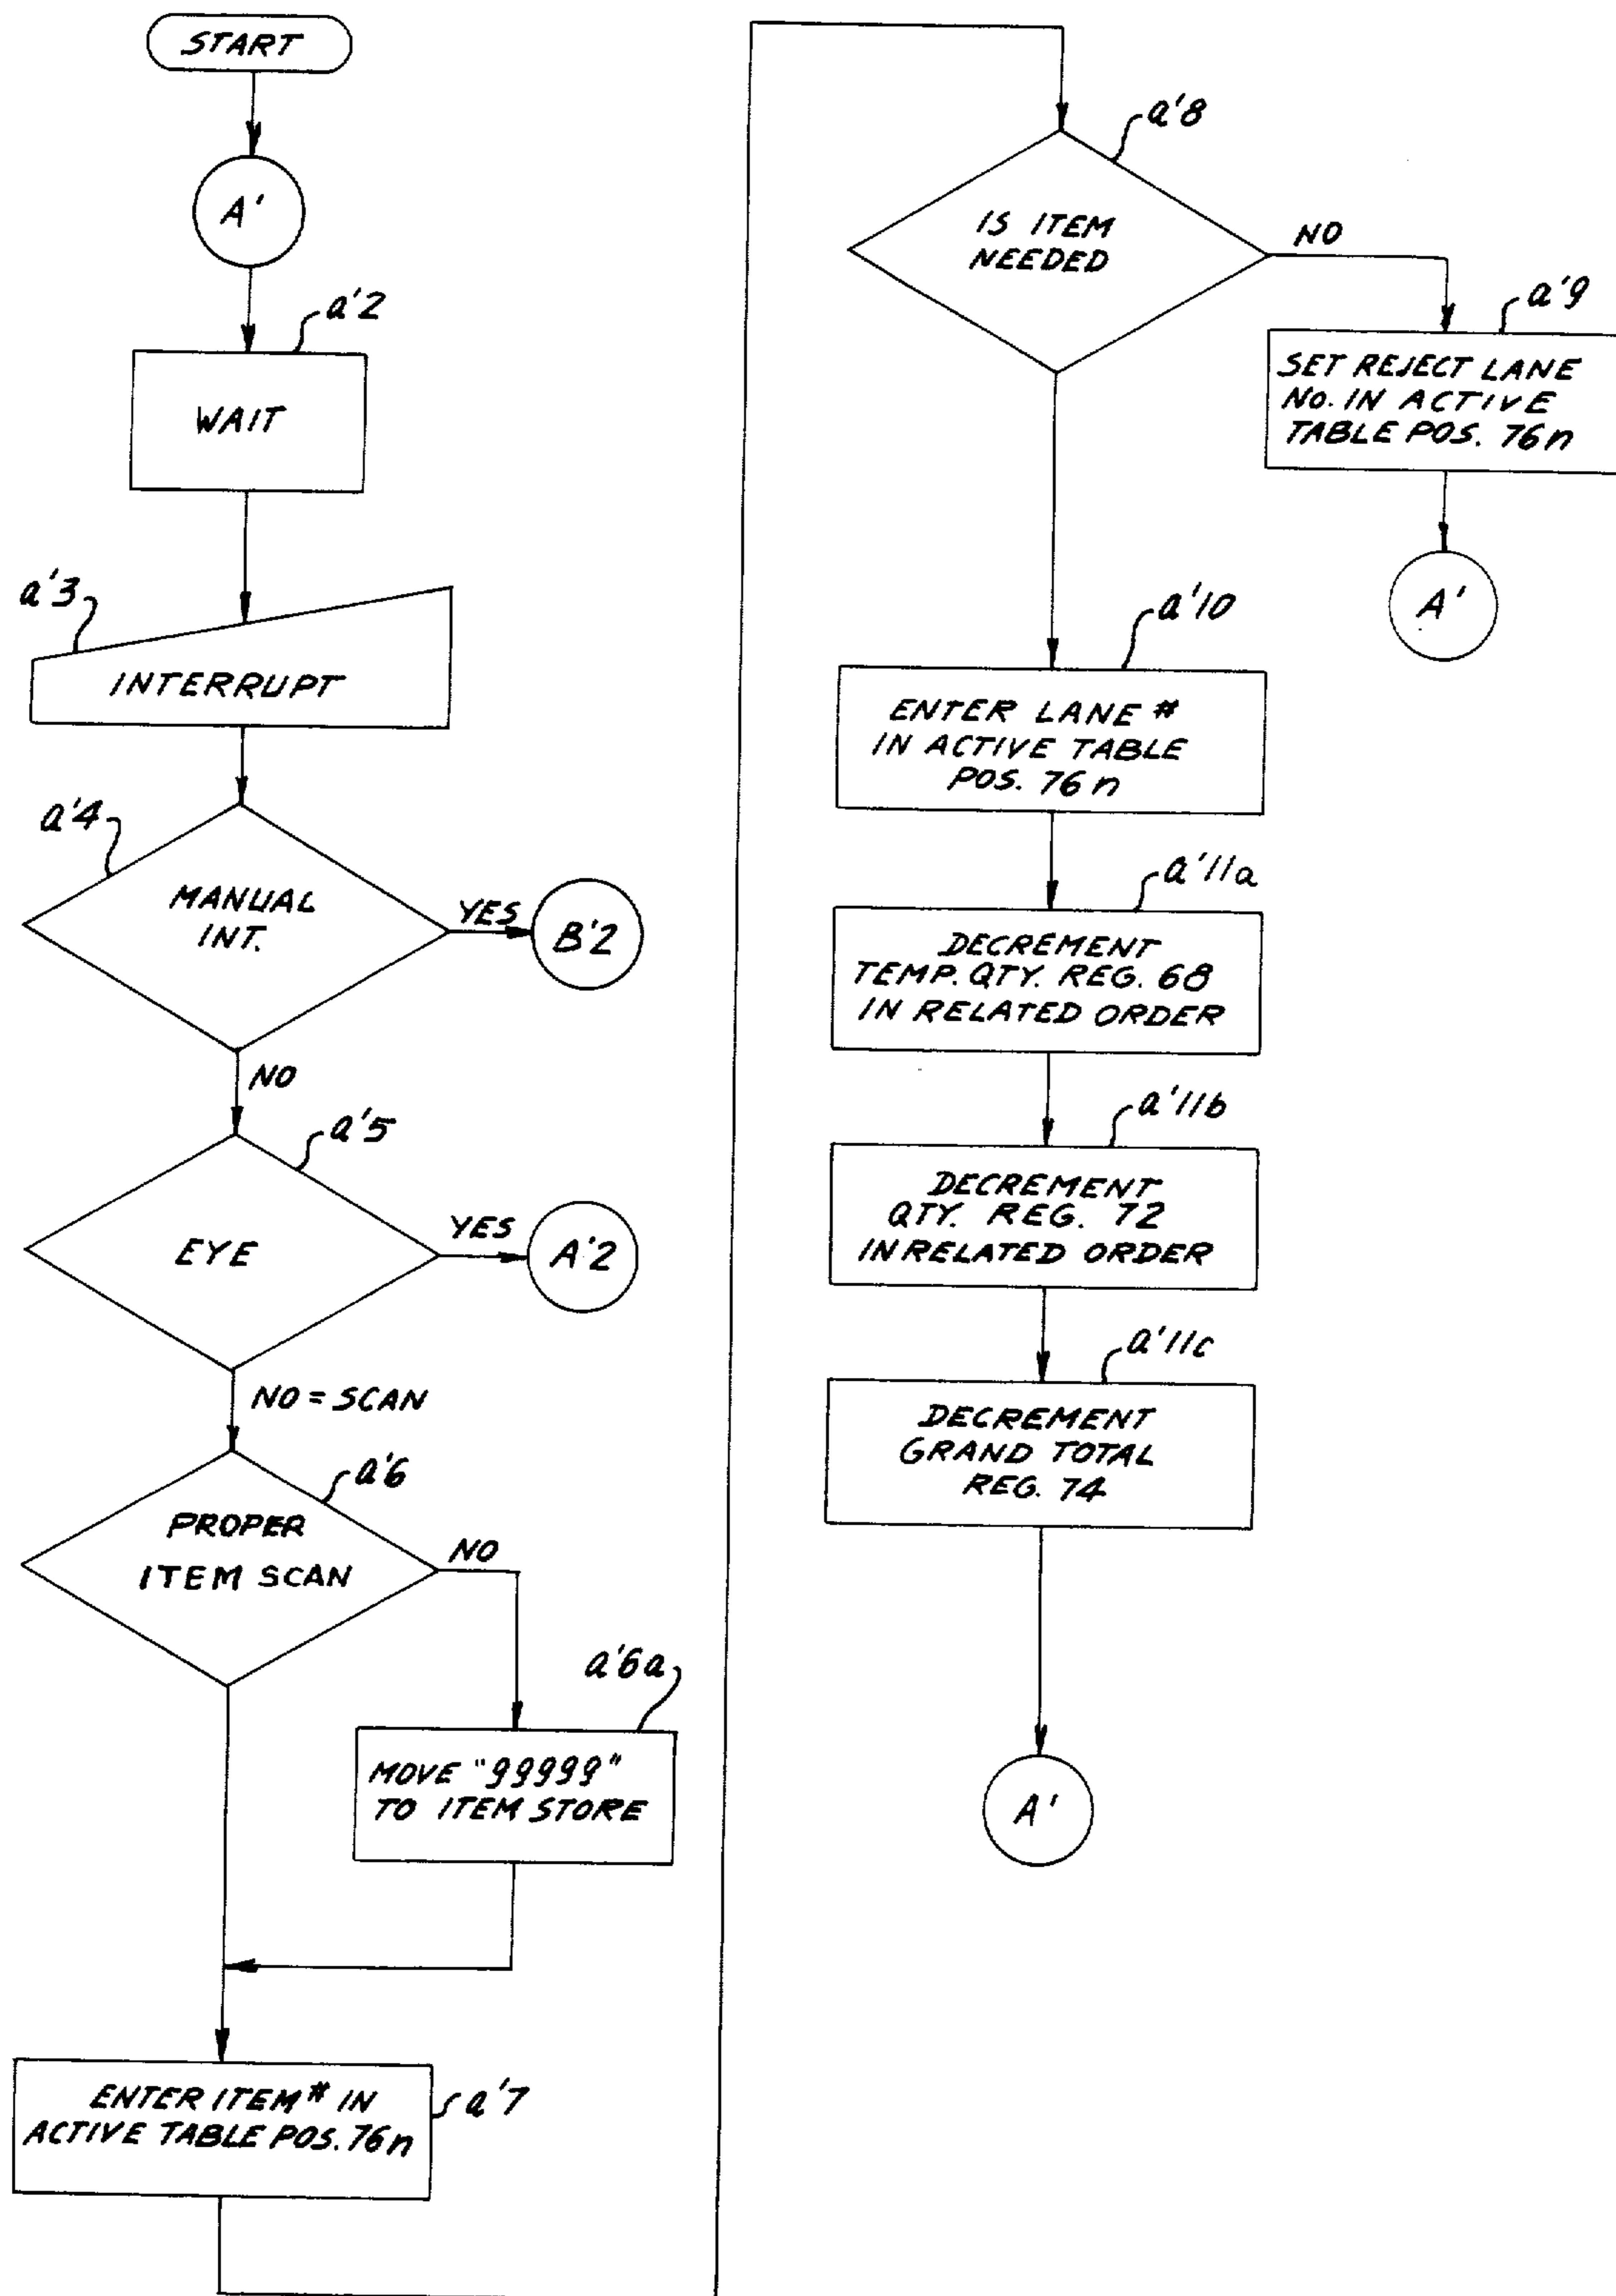 START
A'
a'2
WAIT
a'3
INTERRUPT
a'4
MANUAL
INT.
YES
B'2
NO
a'5
EYE
YES
A'2
NO = SCAN
a'6
PROPER
ITEM SCAN
NO
a'6a
MOVE "99999"
TO ITEM STORE
ENTER ITEM # IN
ACTIVE TABLE POS. 76n
a'7
a'8
IS ITEM
NEEDED
NO
a'9
SET REJECT LANE
No. IN ACTIVE
TABLE POS. 76n
A'
a'10
ENTER LANE #
IN ACTIVE TABLE
POS. 76n
a'11a
DECREMENT
TEMP. QTY. REG. 68
IN RELATED ORDER
a'11b
DECREMENT
QTY. REG. 72
IN RELATED ORDER
a'11c
DECREMENT
GRAND TOTAL
REG. 74
A'